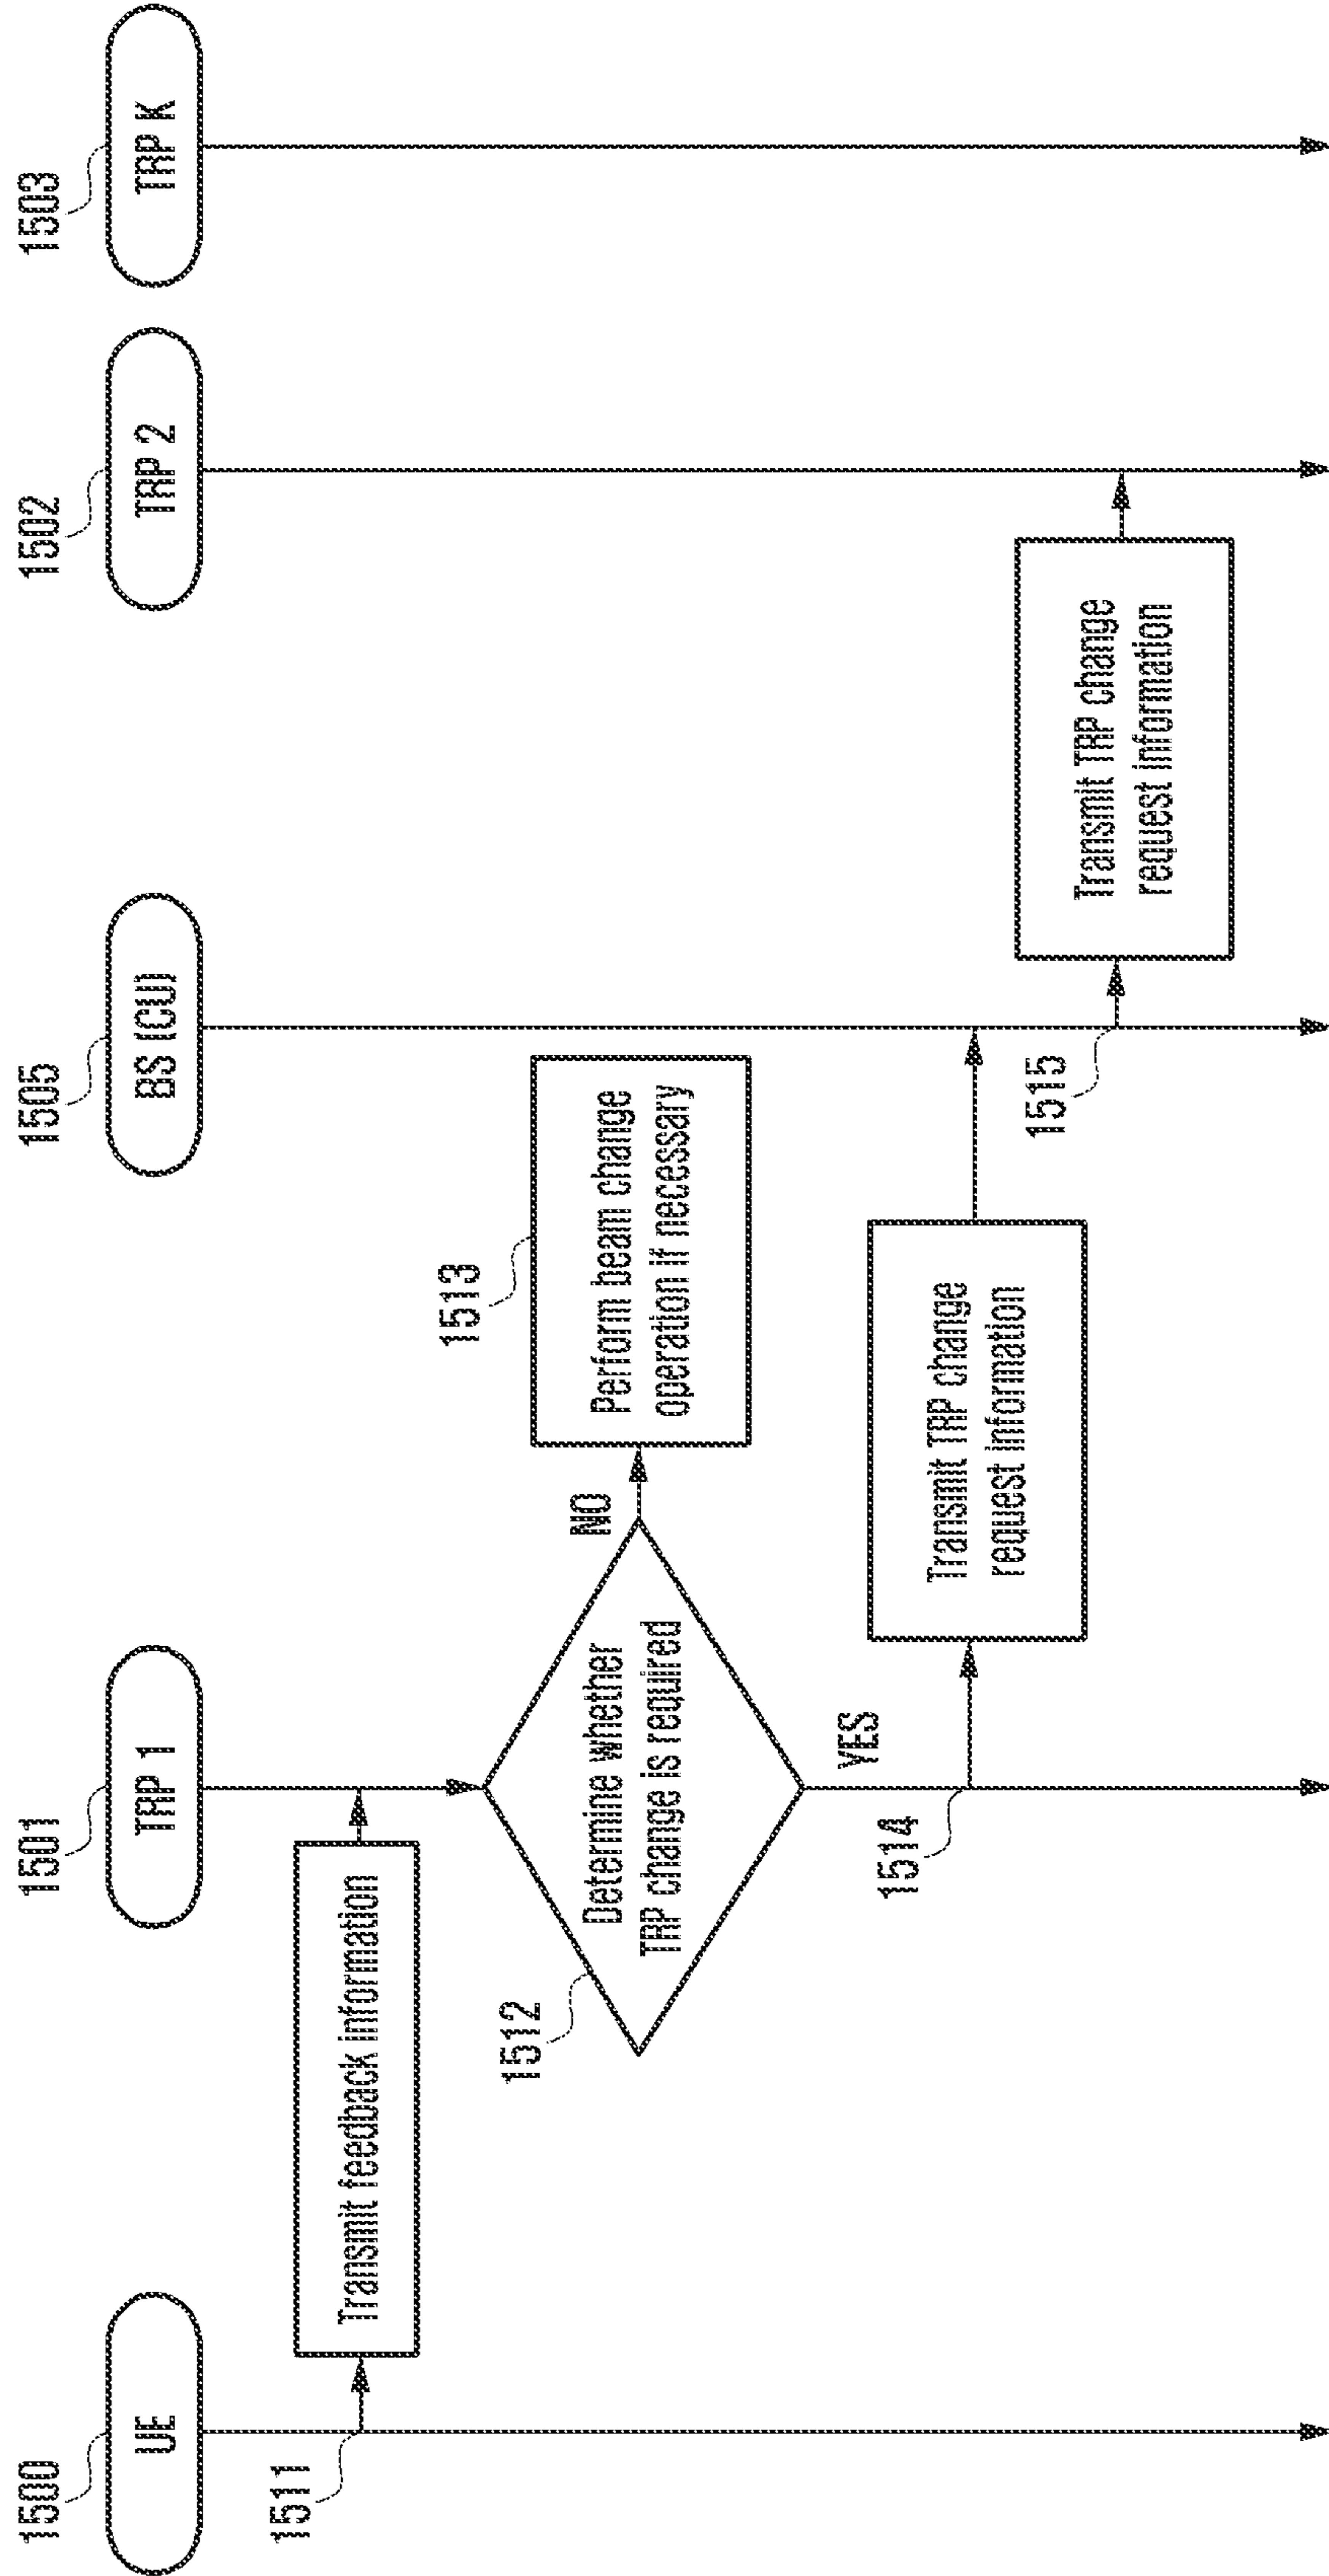 1500
UE
1501
TRP 1
1505
BS (CU)
1502
TRP 2
1503
TRP K
1511
Transmit feedback information
1512
Determine whether
TRP change is required
NO
1513
Perform beam change
operation if necessary
YES
1514
Transmit TRP change
request information
1515
Transmit TRP change
request information